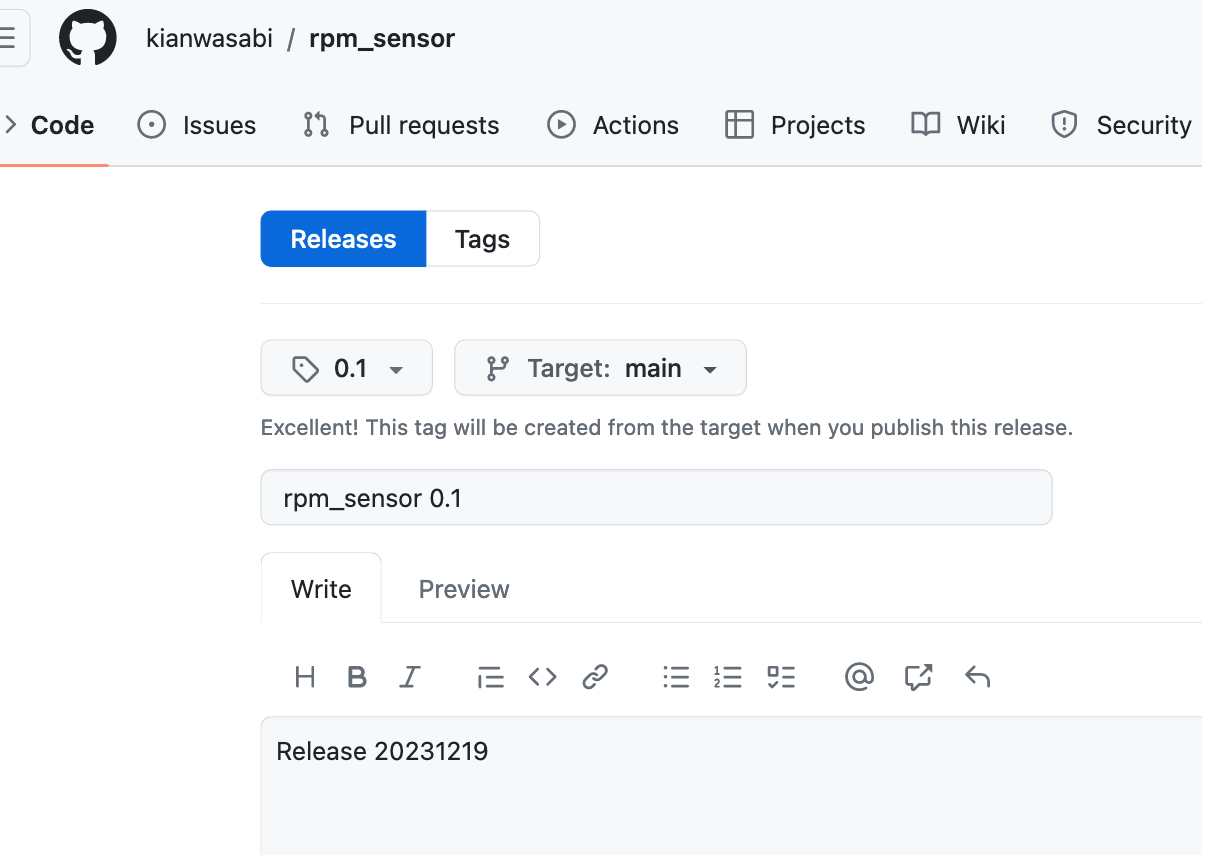 kianwasabi / rpm_sensor
Code Issues Pull requests Actions Projects Wiki Security
Releases Tags
0.1 Target: main
Excellent! This tag will be created from the target when you publish this release.
rpm_sensor 0.1
Write Preview
Release 20231219